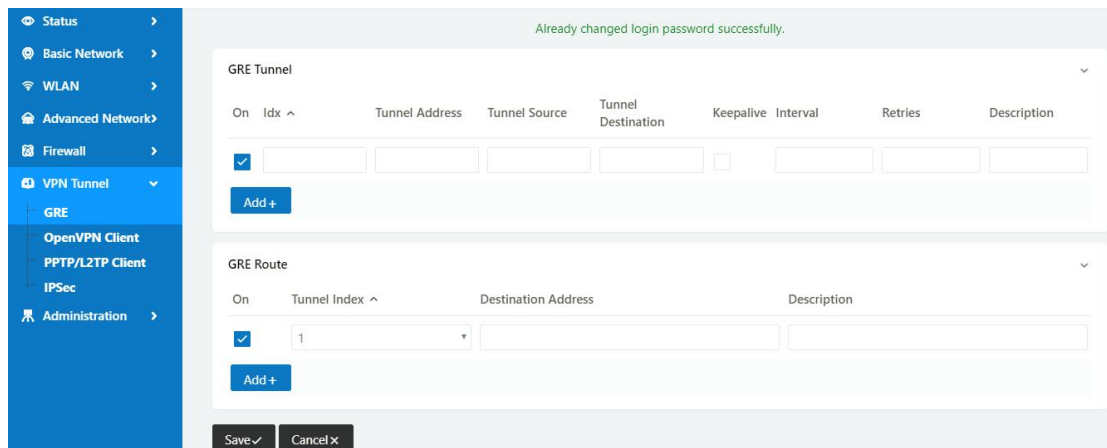 Status
Basic Network
WLAN
Advanced Network
Firewall
VPN Tunnel
GRE
OpenVPN Client
PPTP/L2TP Client
IPSec
Administration
Already changed login password successfully.
GRE Tunnel
On Idx Tunnel Address Tunnel Source Tunnel Destination Keepalive Interval Retries Description
Add+
GRE Route
On Tunnel Index Destination Address Description
1
Add+
Save Cancel